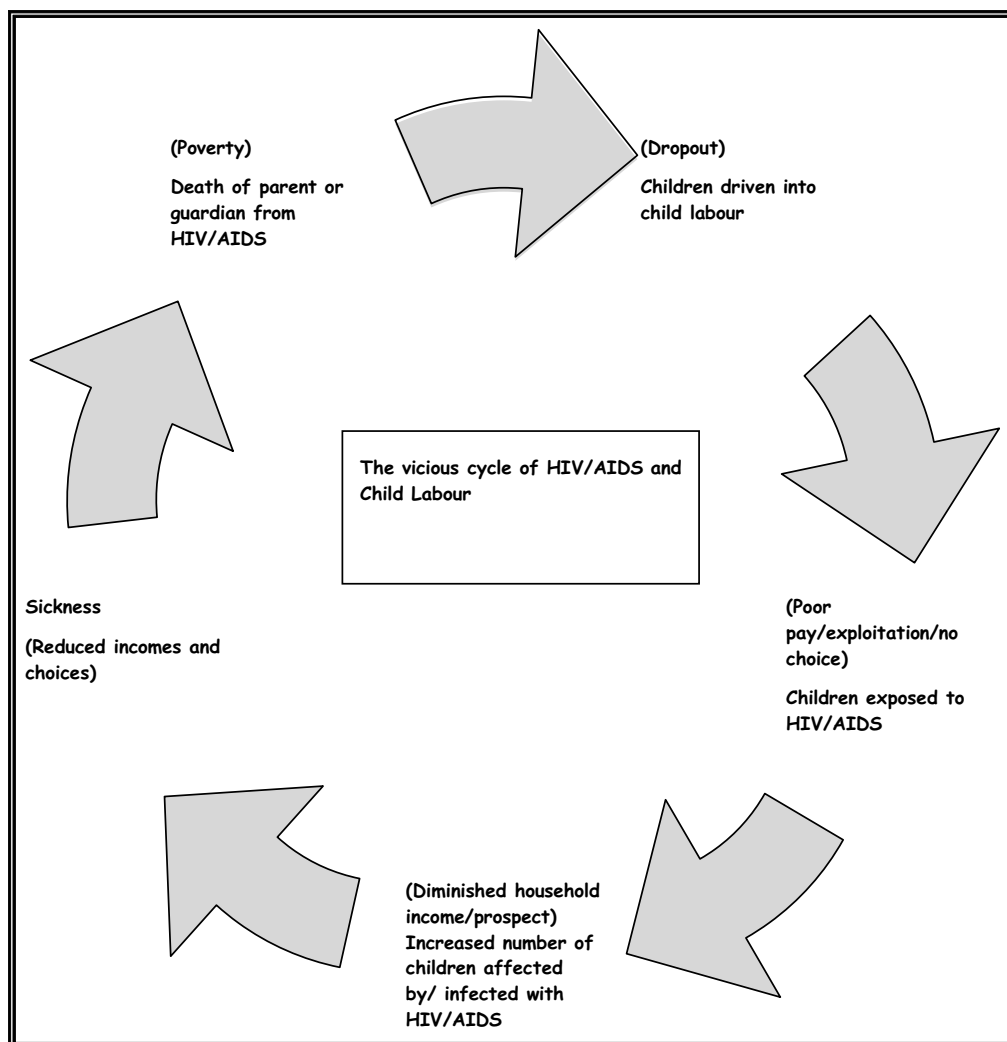 (Poverty)
Death of parent or
guardian from
HIV/AIDS
(Dropout)
Children driven into
child labour
The vicious cycle of HIV/AIDS and
Child Labour
Sickness
(Reduced incomes and
choices)
(Poor
pay/exploitation/no
choice)
Children exposed to
HIV/AIDS
(Diminished household
income/prospect)
Increased number of
children affected
by/ infected with
HIV/AIDS